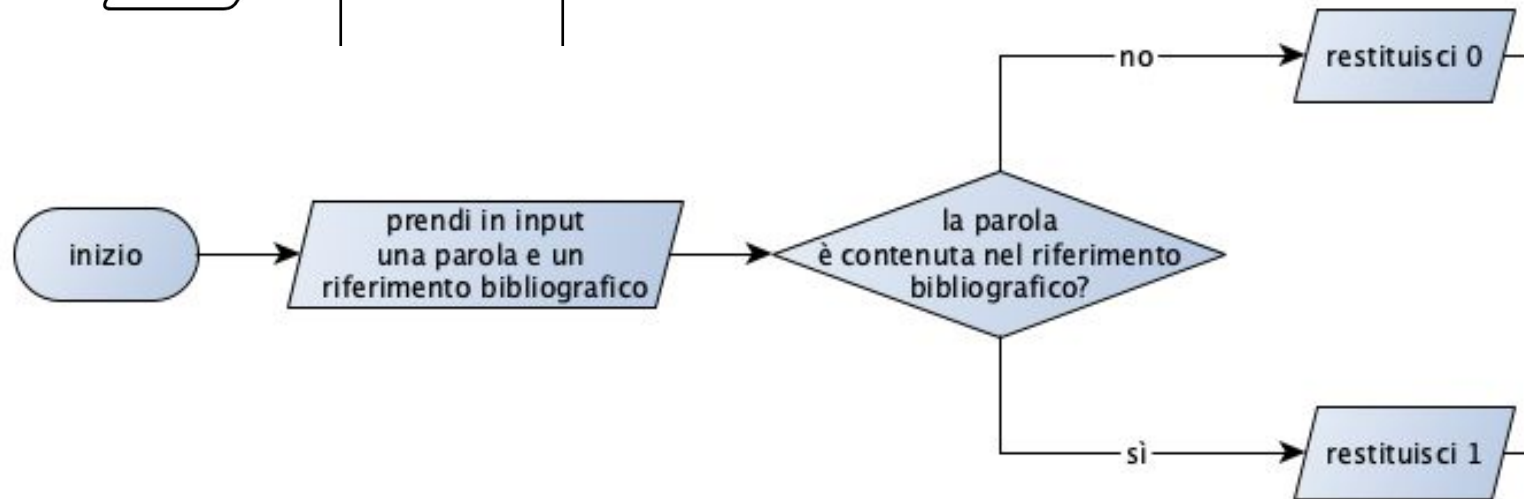 inizio
prendi in input
una parola e un
riferimento bibliografico
la parola
è contenuta nel riferimento
bibliografico?
no
restituisci 0
sì
restituisci 1